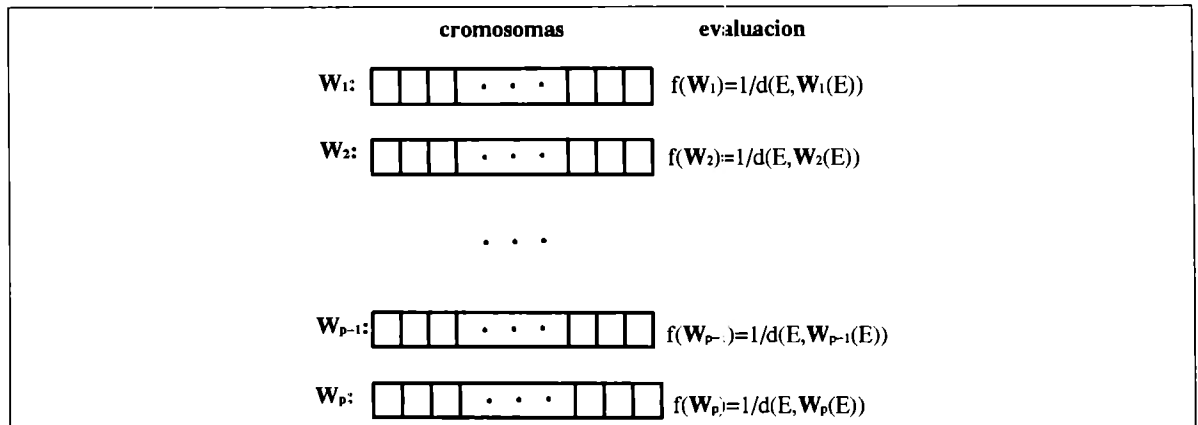 cromosomas evaluacion
W₁: · · · f(W₁)=1/d(E,W₁(E))
W₂: · · · f(W₂)=1/d(E,W₂(E))
· · ·
Wₚ₋₁: · · · f(Wₚ₋.)=1/d(E,Wₚ₋₁(E))
Wₚ: · · · f(Wₚ)=1/d(E,Wₚ(E))